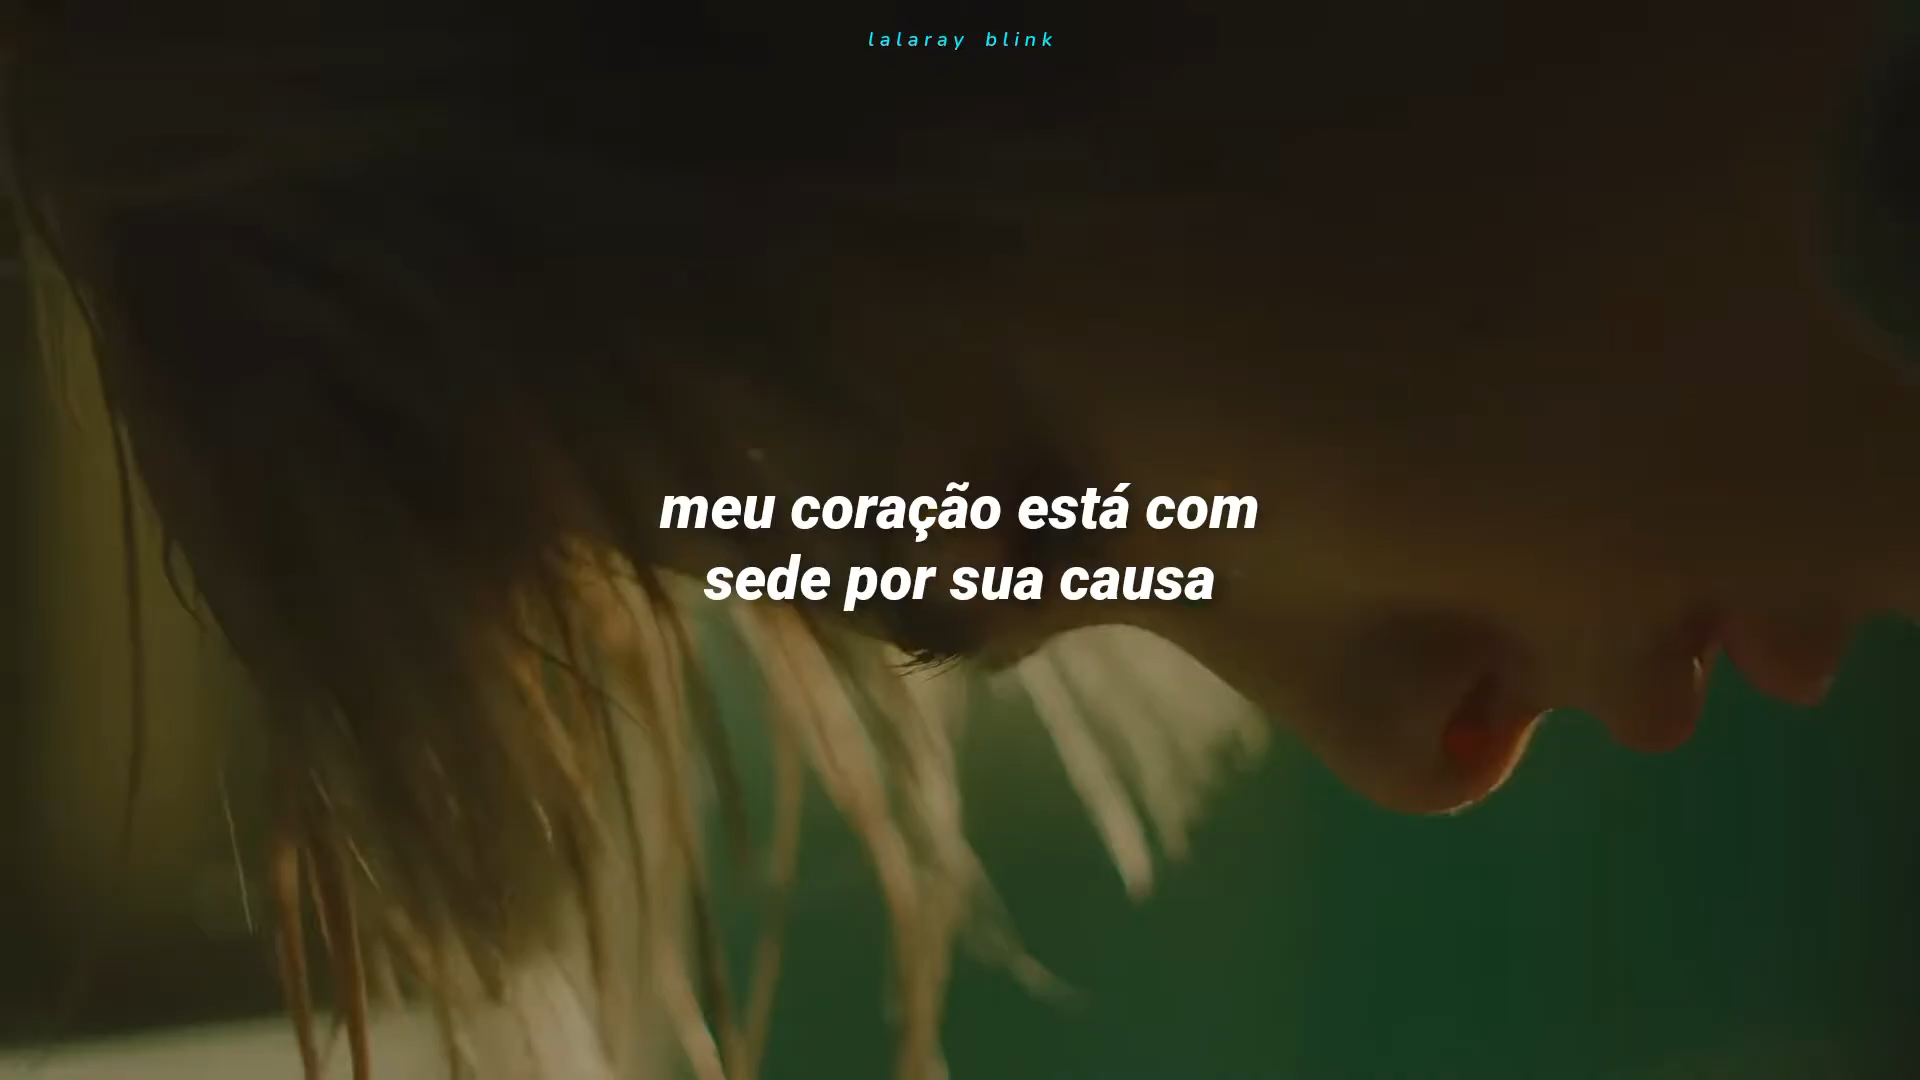 lalaray blink
meu coração está com
sede por sua causa